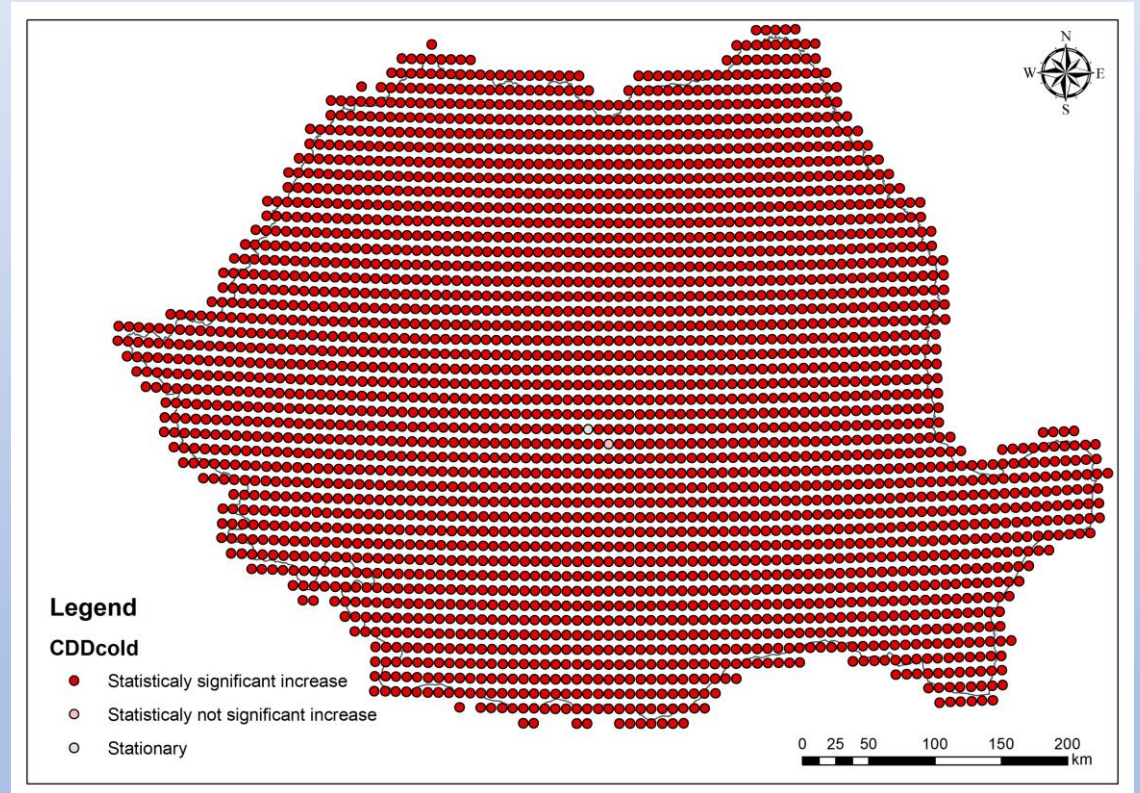 N
W E
S
Legend
CDDcold
Statisticaly significant increase
Statisticaly not significant increase
Stationary
0 25 50 100 150 200
km